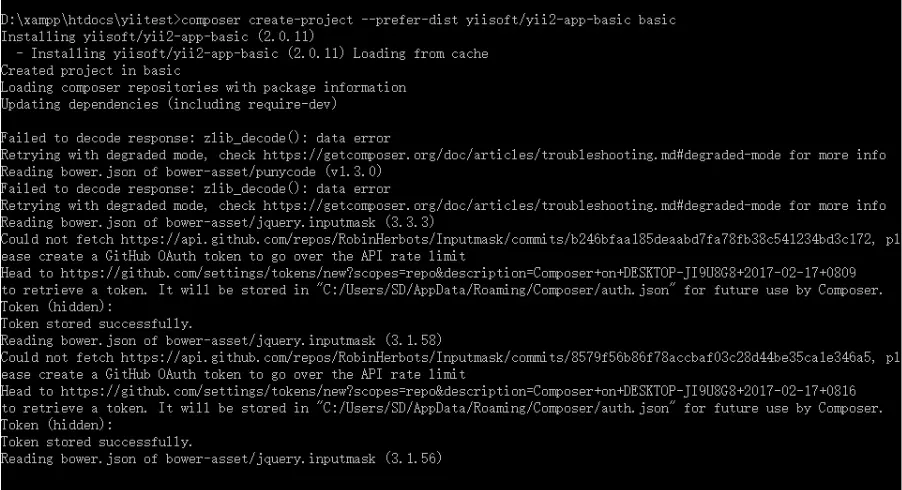 D:\xampp\htdocs\yiitest>composer create-project --prefer-dist yiisoft/yii2-app-basic basic
Installing yiisoft/yii2-app-basic (2.0.11)
  - Installing yiisoft/yii2-app-basic (2.0.11) Loading from cache
Created project in basic
Loading composer repositories with package information
Updating dependencies (including require-dev)

Failed to decode response: zlib_decode(): data error
Retrying with degraded mode, check https://getcomposer.org/doc/articles/troubleshooting.md#degraded-mode for more info
Reading bower.json of bower-asset/punycode (v1.3.0)
Failed to decode response: zlib_decode(): data error
Retrying with degraded mode, check https://getcomposer.org/doc/articles/troubleshooting.md#degraded-mode for more info
Reading bower.json of bower-asset/jquery.inputmask (3.3.3)
Could not fetch https://api.github.com/repos/RobinHerbots/Inputmask/commits/b246bfaa185deaabd7fa78fb38c541234bd3c172, pl
ease create a GitHub OAuth token to go over the API rate limit
Head to https://github.com/settings/tokens/new?scopes=repo&description=Composer+on+DESKTOP-JI9U8G8+2017-02-17+0809
to retrieve a token. It will be stored in "C:/Users/SD/AppData/Roaming/Composer/auth.json" for future use by Composer.
Token (hidden):
Token stored successfully.
Reading bower.json of bower-asset/jquery.inputmask (3.1.58)
Could not fetch https://api.github.com/repos/RobinHerbots/Inputmask/commits/8579f56b86f78accbaf03c28d44be35ca1e346a5, pl
ease create a GitHub OAuth token to go over the API rate limit
Head to https://github.com/settings/tokens/new?scopes=repo&description=Composer+on+DESKTOP-JI9U8G8+2017-02-17+0816
to retrieve a token. It will be stored in "C:/Users/SD/AppData/Roaming/Composer/auth.json" for future use by Composer.
Token (hidden):
Token stored successfully.
Reading bower.json of bower-asset/jquery.inputmask (3.1.56)